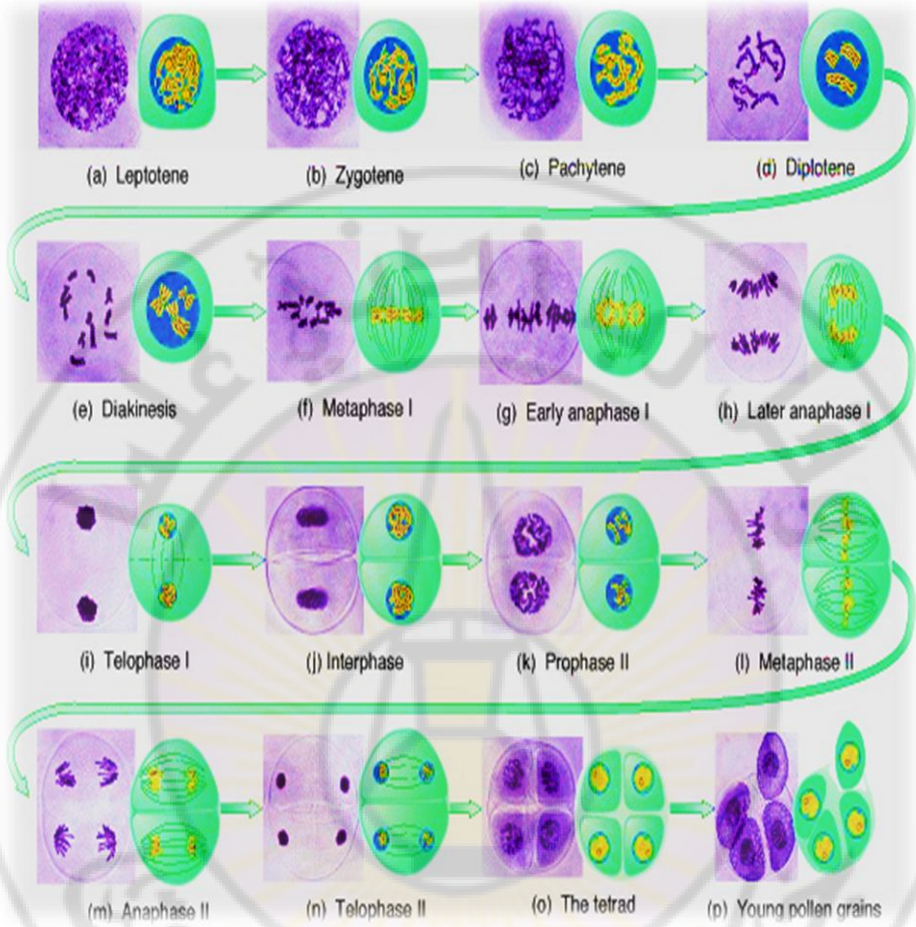 (a) Leptotene
(b) Zygotene
(c) Pachytene
(d) Diplotene
(e) Diakinesis
(f) Metaphase I
(g) Early anaphase I
(h) Later anaphase I
(i) Telophase I
(j) Interphase
(k) Prophase II
(l) Metaphase II
(m) Anaphase II
(n) Telophase II
(o) The tetrad
(p) Young pollen grains